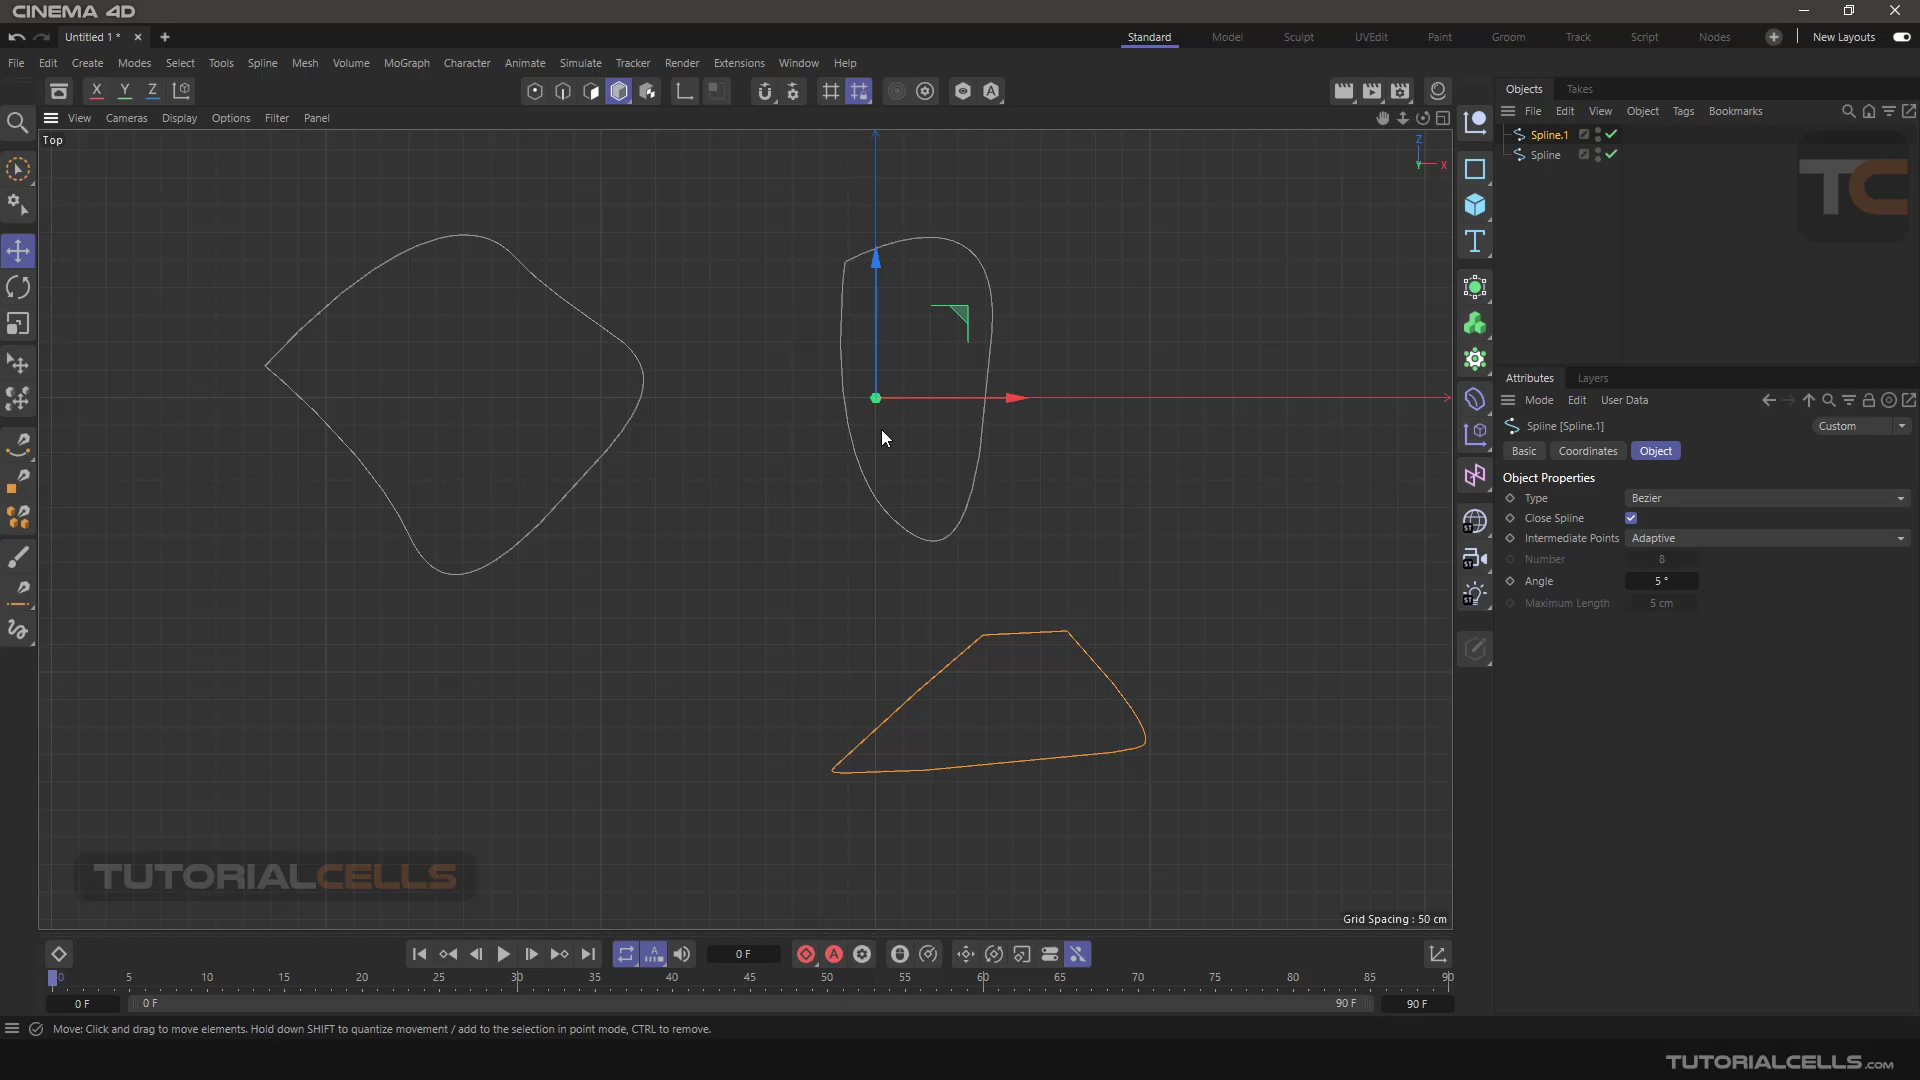 CINEMA 4D
Untitled 1 *
Standard Model Sculpt UVEdit Paint Groom Track Script Nodes New Layouts
File Edit Create Modes Select Tools Spline Mesh Volume MoGraph Character Animate Simulate Tracker Render Extensions Window Help
X Y Z
Objects Takes
View Cameras Display Options Filter Panel
File Edit View Object Tags Bookmarks
Top
Z
Y X
Spline.1
Spline
TC
Attributes Layers
Mode Edit User Data
Spline [Spline.1] Custom
Basic Coordinates Object
Object Properties
Type Bezier
Close Spline
Intermediate Points Adaptive
Number 8
Angle 5 °
Maximum Length 5 cm
TUTORIALCELLS
Grid Spacing : 50 cm
0 F
0 5 10 15 20 25 30 35 40 45 50 55 60 65 70 75 80 85 90
0 F 0 F 90 F 90 F
Move: Click and drag to move elements. Hold down SHIFT to quantize movement / add to the selection in point mode, CTRL to remove.
TUTORIALCELLS.com